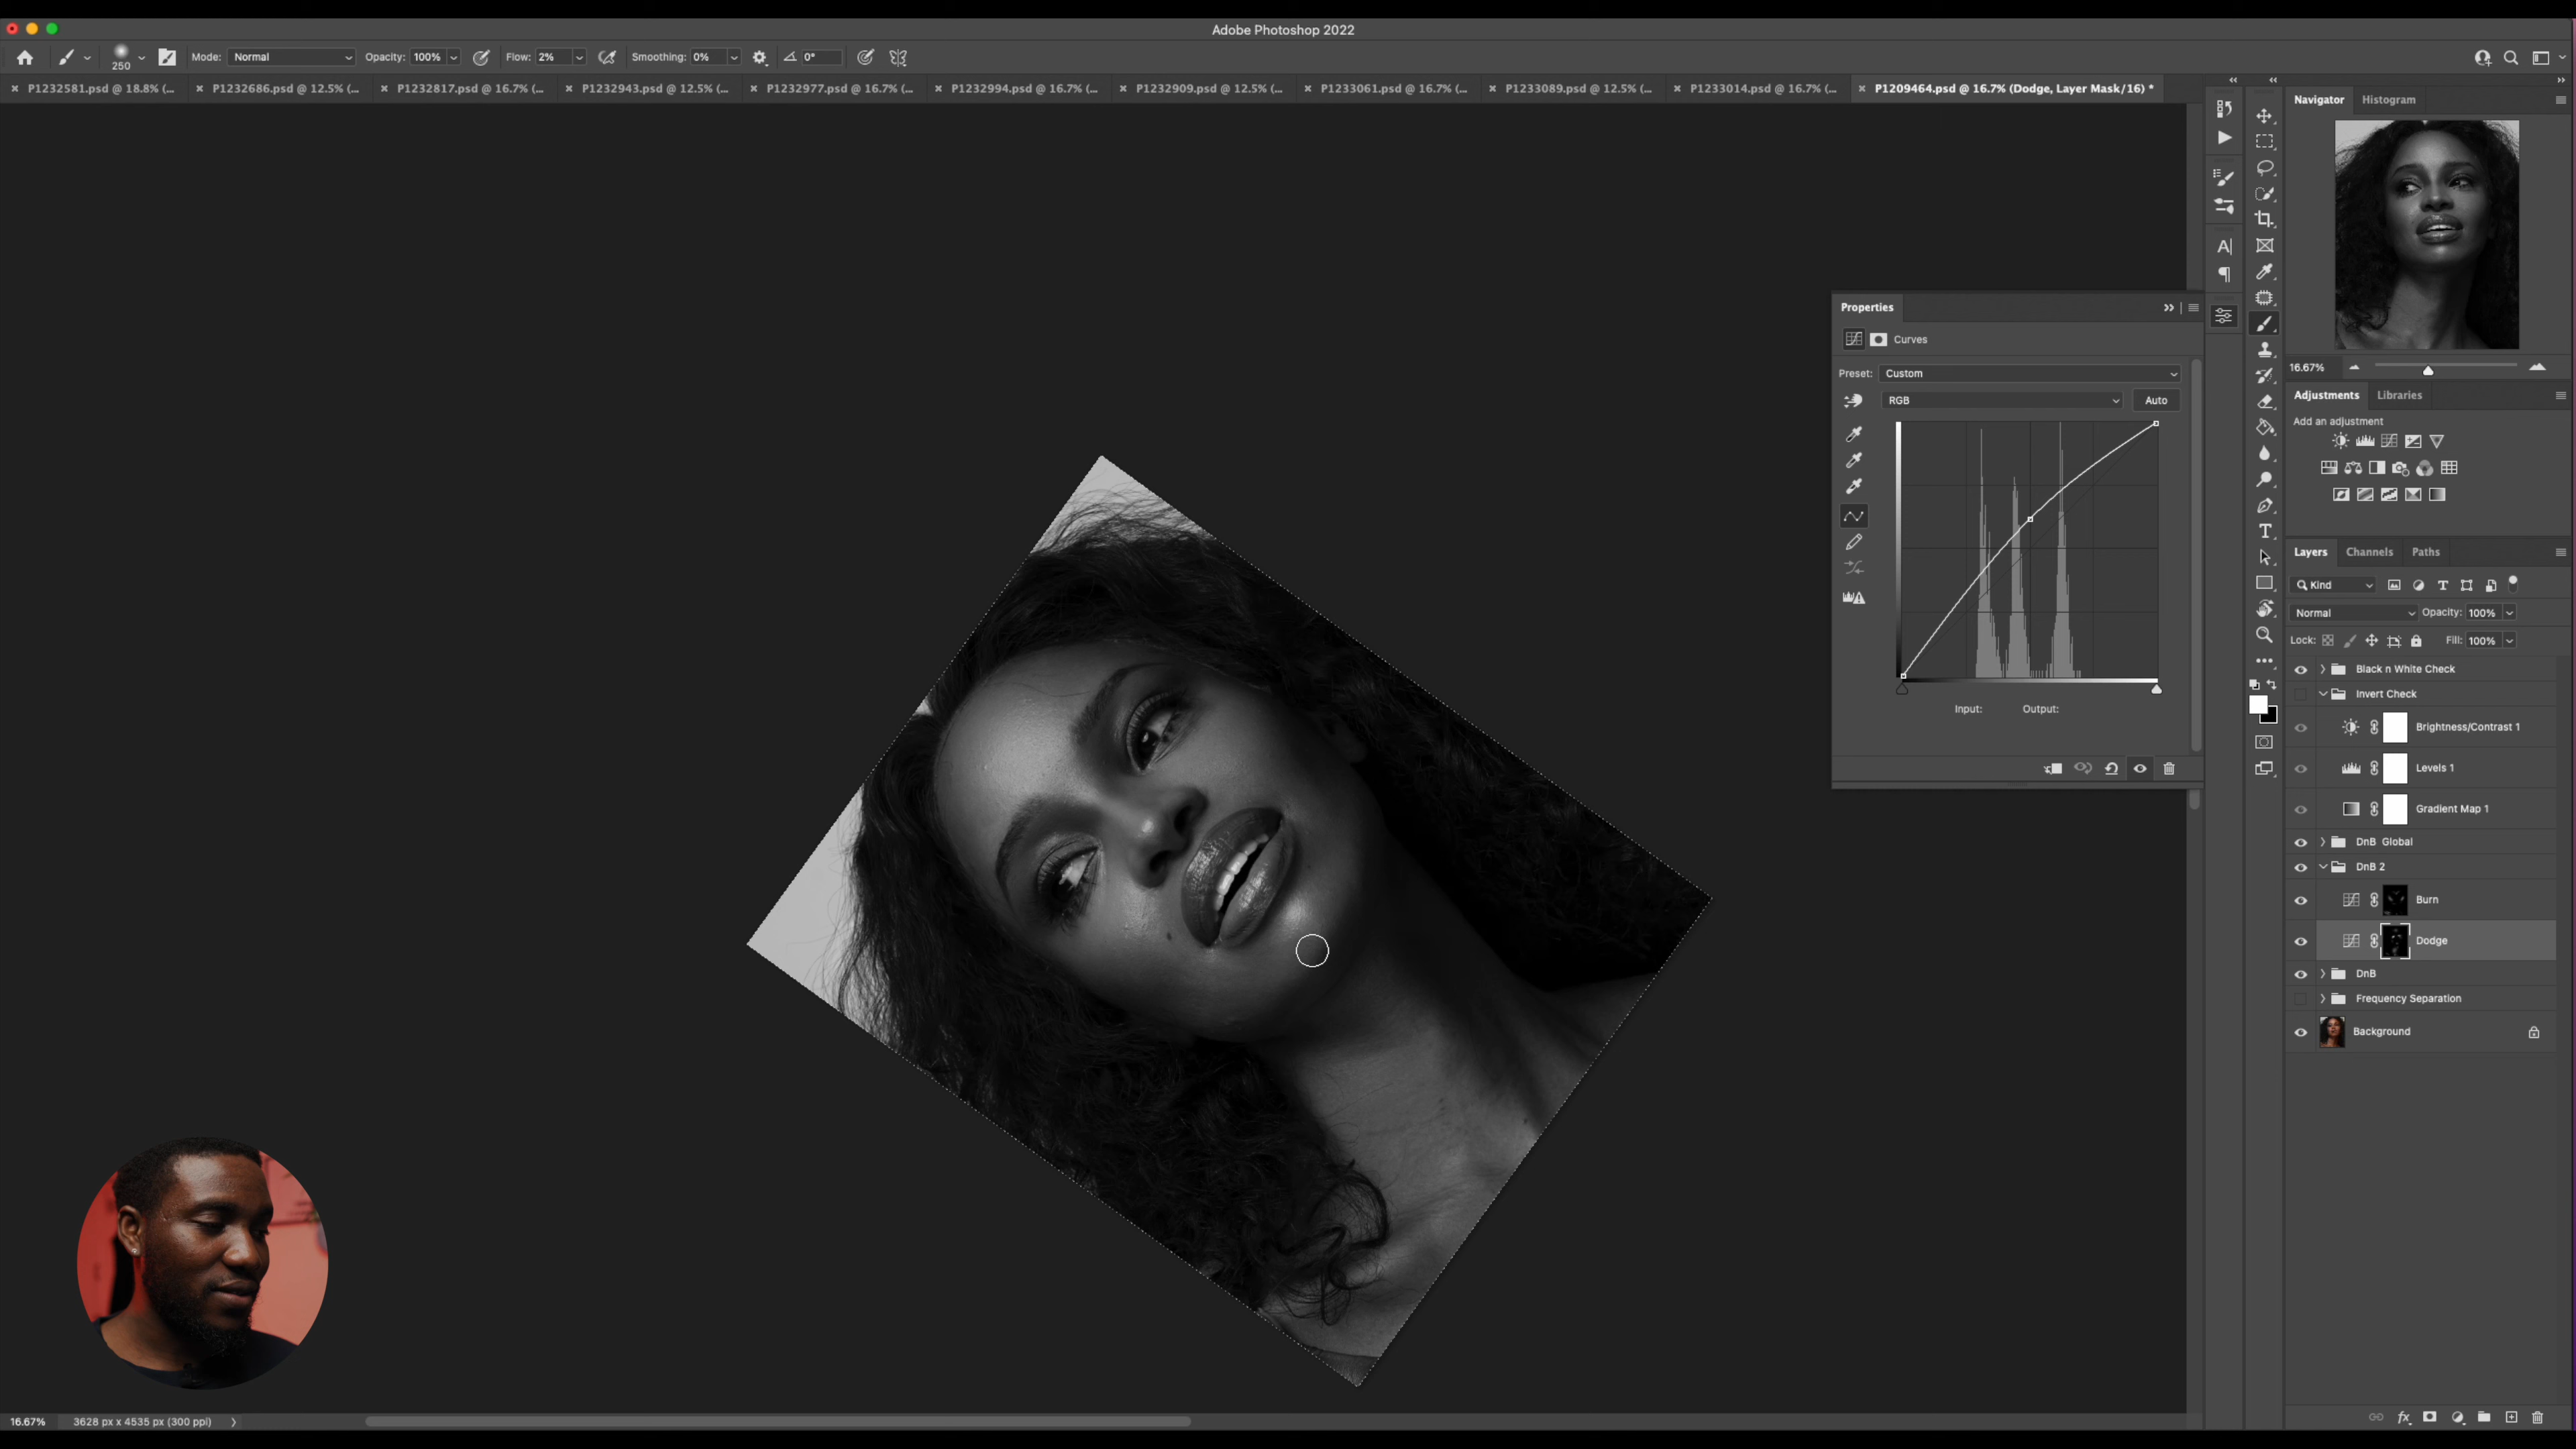 Adobe Photoshop 2022
250 Mode: Normal Opacity: 100% Flow: 2% Smoothing: 0% 0°
× P1232581.psd @ 18.8% (... × P1232686.psd @ 12.5% (... × P1232817.psd @ 16.7% (... × P1232943.psd @ 12.5% (... × P1232977.psd @ 16.7% (... × P1232994.psd @ 16.7% (... × P1232909.psd @ 12.5% (... × P1233061.psd @ 16.7% (... × P1233089.psd @ 12.5% (... × P1233014.psd @ 16.7% (... × P1209464.psd @ 16.7% (Dodge, Layer Mask/16) *
Navigator Histogram
16.67%
Properties
Curves
Preset: Custom
RGB Auto
Input: Output:
Adjustments Libraries
Add an adjustment
Layers Channels Paths
Kind
Normal Opacity: 100%
Lock: Fill: 100%
Black n White Check
Invert Check
Brightness/Contrast 1
Levels 1
Gradient Map 1
DnB Global
DnB 2
Burn
Dodge
DnB
Frequency Separation
Background
16.67% 3628 px x 4535 px (300 ppi)